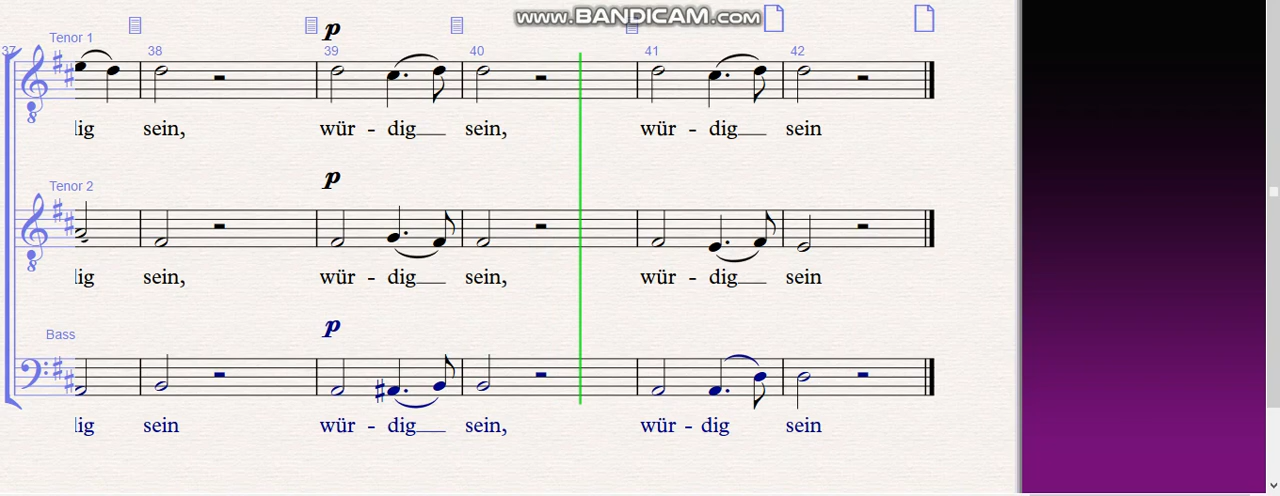 www.BANDICAM.com
p
37 Tenor 1 38 39 40 41 42
8
lig sein, wür - dig sein, wür - dig sein
p
Tenor 2
8
lig sein, wür - dig sein, wür - dig sein
p
Bass
lig sein wür - dig sein, wür - dig sein